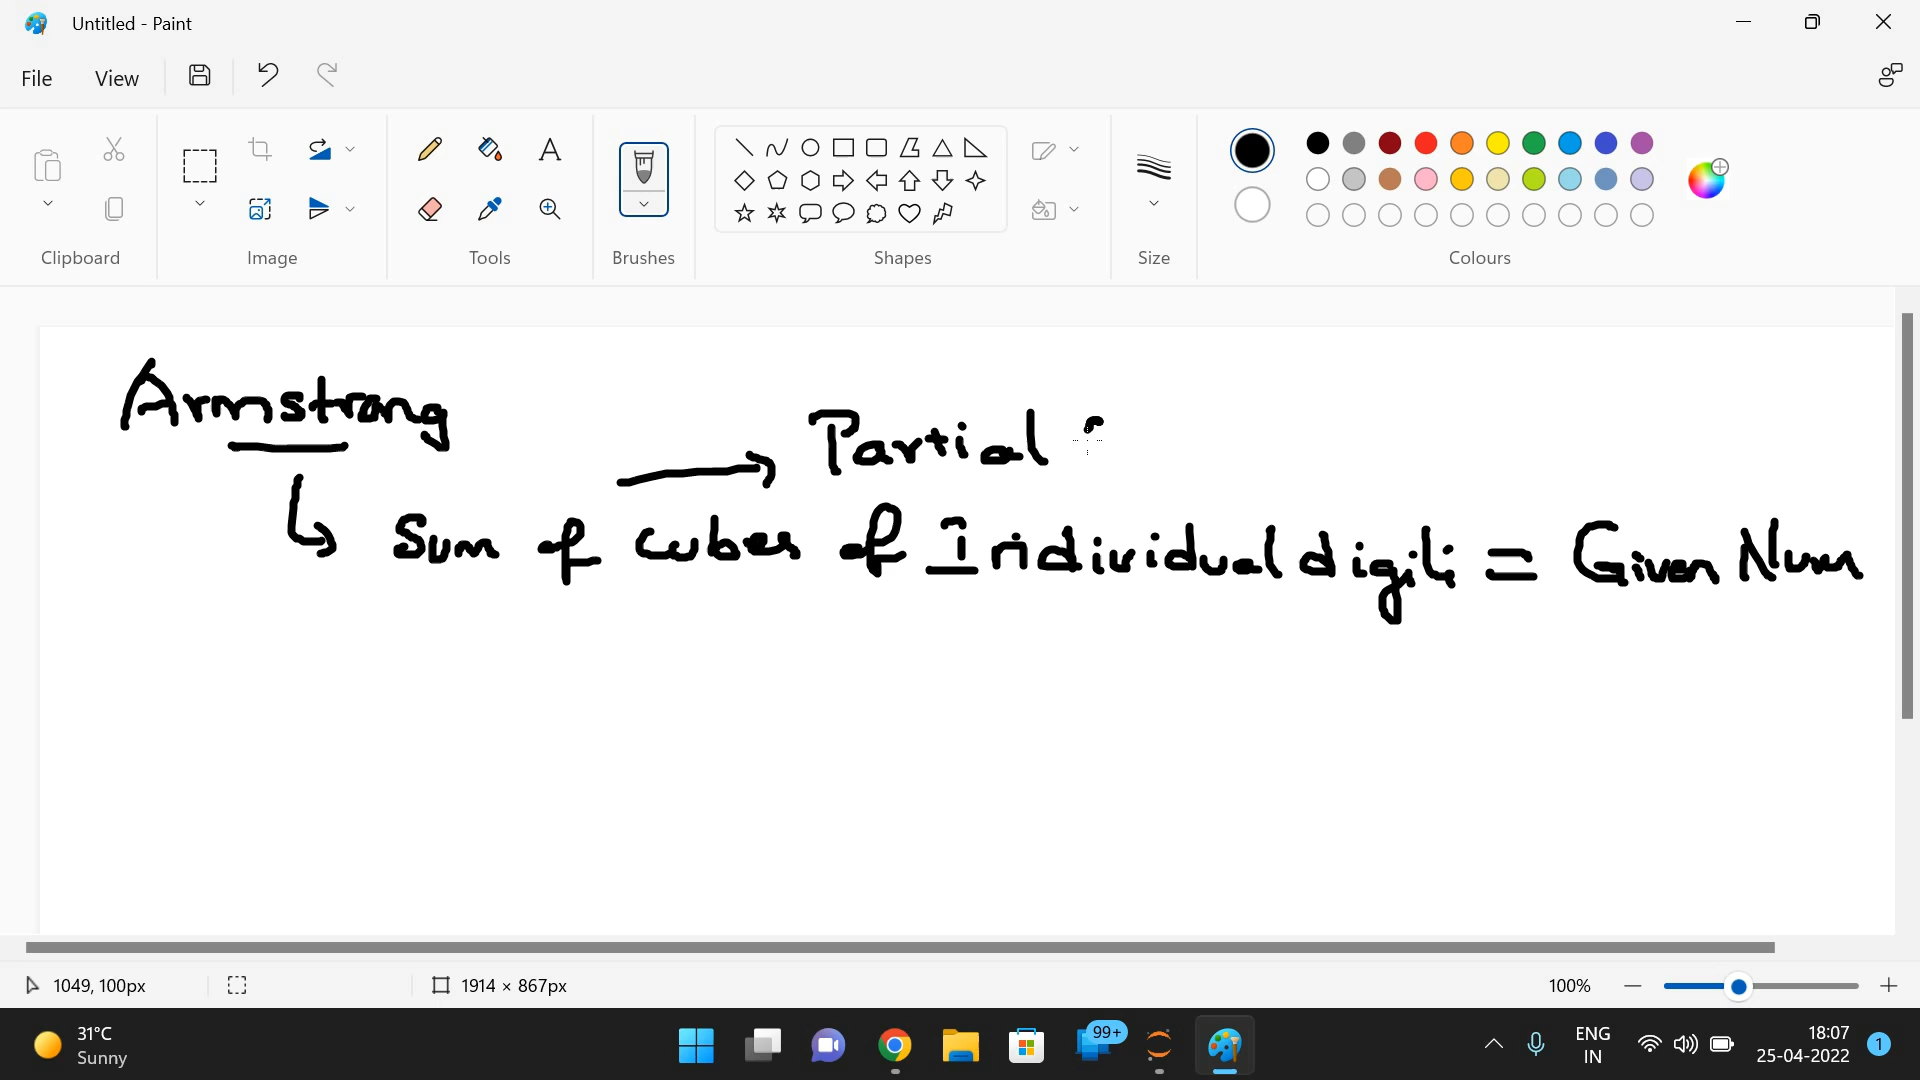 Untitled - Paint
File View
Clipboard Image Tools Brushes Shapes Size Colours
Armstrong
Partial
Sum of cubes of Individual digits = Given Num
1049, 100px 1914 × 867px 100%
31°C
Sunny
99+
ENG
IN
18:07
25-04-2022
1